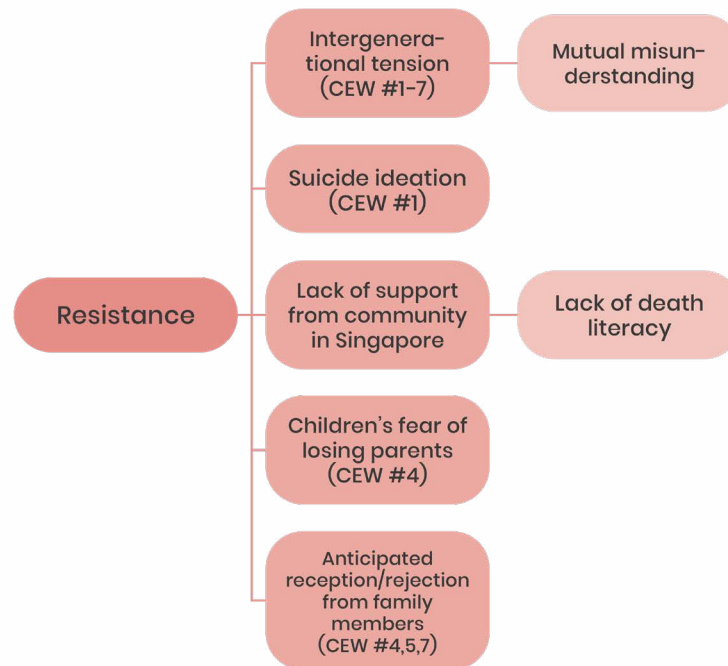 Intergenera-
tional tension
(CEW #1-7)
Mutual misun-
derstanding
Suicide ideation
(CEW #1)
Resistance
Lack of support
from community
in Singapore
Lack of death
literacy
Children's fear of
losing parents
(CEW #4)
Anticipated
reception/rejection
from family
members
(CEW #4,5,7)